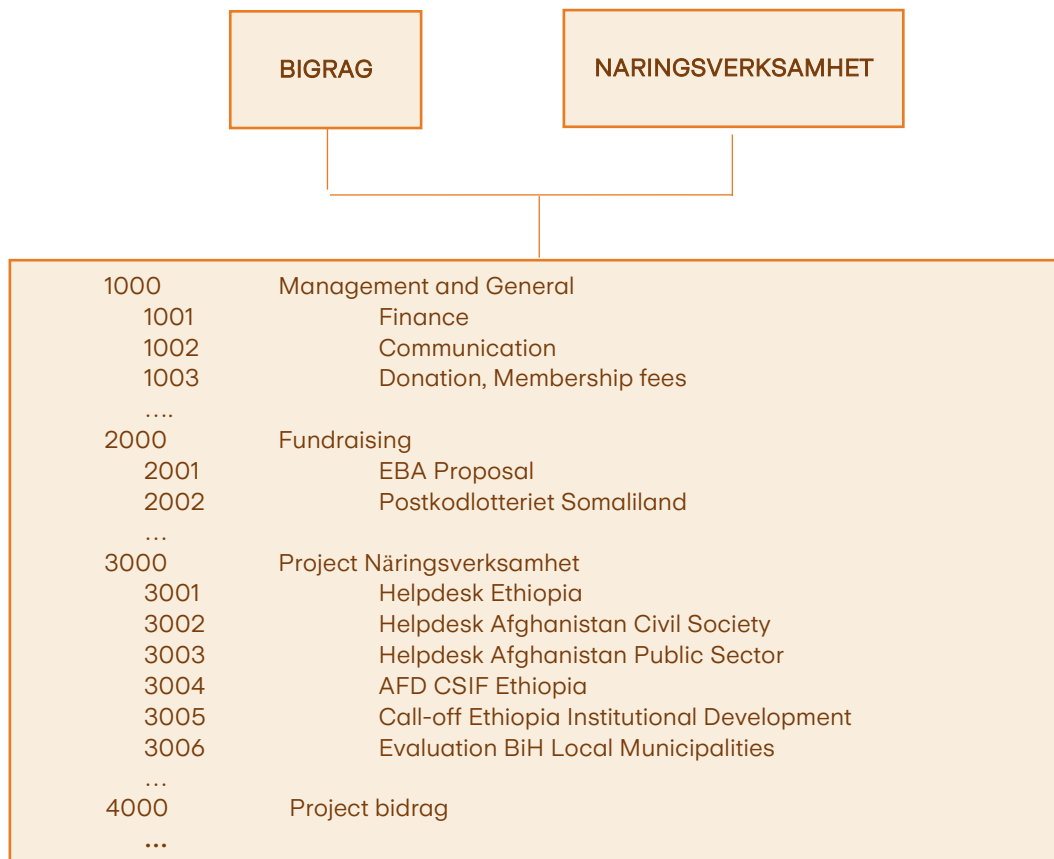 BIGRAG
NARINGSVERKSAMHET
1000 Management and General
1001 Finance
1002 Communication
1003 Donation, Membership fees
....
2000 Fundraising
2001 EBA Proposal
2002 Postkodlotteriet Somaliland
...
3000 Project Näringsverksamhet
3001 Helpdesk Ethiopia
3002 Helpdesk Afghanistan Civil Society
3003 Helpdesk Afghanistan Public Sector
3004 AFD CSIF Ethiopia
3005 Call-off Ethiopia Institutional Development
3006 Evaluation BiH Local Municipalities
...
4000 Project bidrag
...